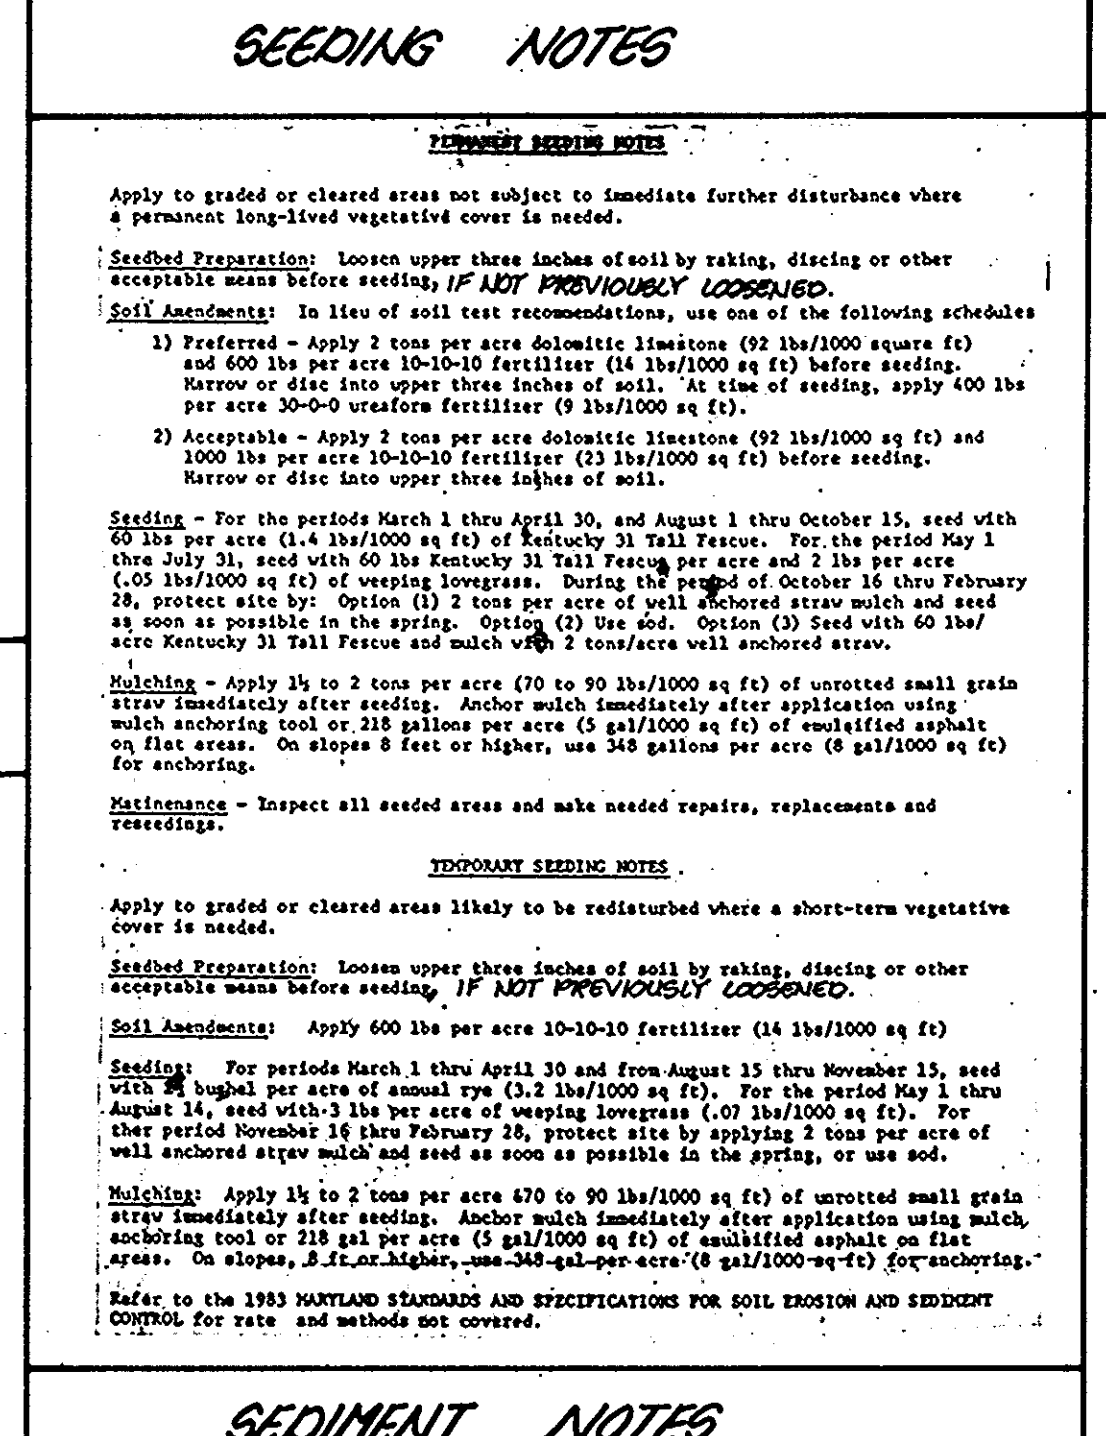 SEEDING NOTES
PERMANENT SEEDING NOTES
Apply to graded or cleared areas not subject to immediate further disturbance where
a permanent long-lived vegetative cover is needed.
Seedbed Preparation: Loosen upper three inches of soil by raking, discing or other
acceptable means before seeding, IF NOT PREVIOUSLY LOOSENED.
Soil Amendments: In lieu of soil test recommendations, use one of the following schedules
1) Preferred - Apply 2 tons per acre dolomitic limestone (92 lbs/1000 square ft)
and 600 lbs per acre 10-10-10 fertilizer (14 lbs/1000 sq ft) before seeding.
Harrow or disc into upper three inches of soil. At time of seeding, apply 400 lbs
per acre 30-0-0 ureaform fertilizer (9 lbs/1000 sq ft).
2) Acceptable - Apply 2 tons per acre dolomitic limestone (92 lbs/1000 sq ft) and
1000 lbs per acre 10-10-10 fertilizer (23 lbs/1000 sq ft) before seeding.
Harrow or disc into upper three inches of soil.
Seeding - For the periods March 1 thru April 30, and August 1 thru October 15, seed with
60 lbs per acre (1.4 lbs/1000 sq ft) of Kentucky 31 Tall Fescue. For the period May 1
thru July 31, seed with 60 lbs Kentucky 31 Tall Fescue per acre and 2 lbs per acre
(.05 lbs/1000 sq ft) of weeping lovegrass. During the period of October 16 thru February
28, protect site by: Option (1) 2 tons per acre of well anchored straw mulch and seed
as soon as possible in the spring. Option (2) Use sod. Option (3) Seed with 60 lbs/
acre Kentucky 31 Tall Fescue and mulch with 2 tons/acre well anchored straw.
Mulching - Apply 1½ to 2 tons per acre (70 to 90 lbs/1000 sq ft) of unrotted small grain
straw immediately after seeding. Anchor mulch immediately after application using
mulch anchoring tool or 218 gallons per acre (5 gal/1000 sq ft) of emulsified asphalt
on flat areas. On slopes 8 feet or higher, use 348 gallons per acre (8 gal/1000 sq ft)
for anchoring.
Matinenance - Inspect all seeded areas and make needed repairs, replacements and
reseedings.
TEMPORARY SEEDING NOTES
Apply to graded or cleared areas likely to be redisturbed where a short-term vegetative
cover is needed.
Seedbed Preparation: Loosen upper three inches of soil by raking, discing or other
acceptable means before seeding, IF NOT PREVIOUSLY LOOSENED.
Soil Amendments: Apply 600 lbs per acre 10-10-10 fertilizer (14 lbs/1000 sq ft)
Seeding: For periods March 1 thru April 30 and from August 15 thru November 15, seed
with bushel per acre of annual rye (3.2 lbs/1000 sq ft). For the period May 1 thru
August 14, seed with 3 lbs per acre of weeping lovegrass (.07 lbs/1000 sq ft). For
ther period November 16 thru February 28, protect site by applying 2 tons per acre of
well anchored straw mulch and seed as soon as possible in the spring, or use sod.
Mulching: Apply 1½ to 2 tons per acre (70 to 90 lbs/1000 sq ft) of unrotted small grain
straw immediately after seeding. Anchor mulch immediately after application using mulch
anchoring tool or 218 gal per acre (5 gal/1000 sq ft) of emulsified asphalt on flat
areas. On slopes, 8 ft or higher, use 348 gal per acre (8 gal/1000 sq ft) for anchoring.
Refer to the 1983 MARYLAND STANDARDS AND SPECIFICATIONS FOR SOIL EROSION AND SEDIMENT
CONTROL for rate and methods not covered.
SEDIMENT NOTES